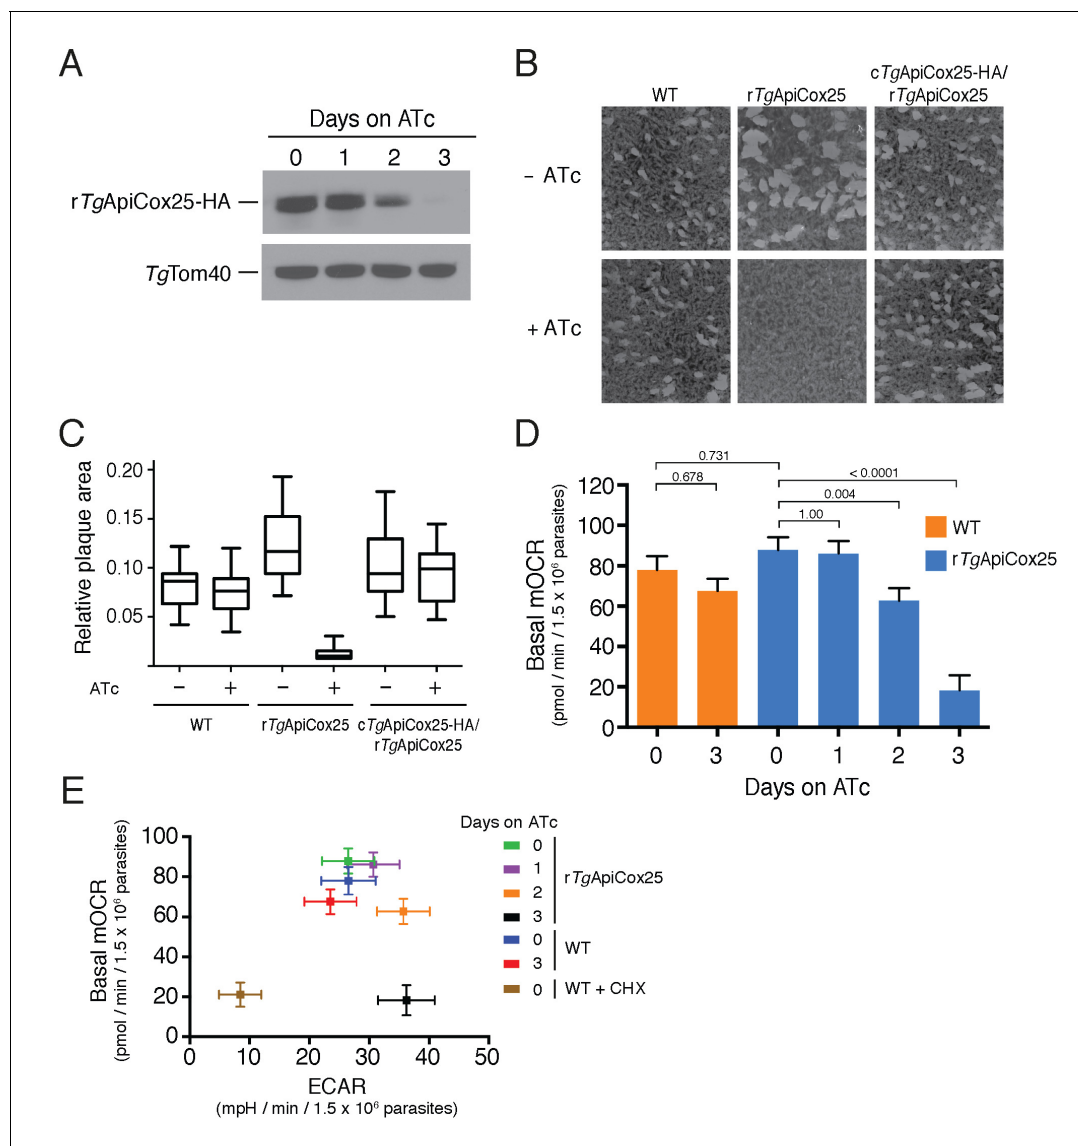 A
Days on ATc
0 1 2 3
rTgApiCox25-HA
TgTom40
B
WT rTgApiCox25 cTgApiCox25-HA/
rTgApiCox25
– ATc
+ ATc
C
Relative plaque area
0.20
0.15
0.10
0.05
ATc – + – + – +
WT rTgApiCox25 cTgApiCox25-HA/
rTgApiCox25
D
Basal mOCR
(pmol / min / 1.5 x 10⁶ parasites)
120
100
80
60
40
20
0
0.731
0.678
< 0.0001
0.004
1.00
WT
rTgApiCox25
0 3 0 1 2 3
Days on ATc
E
Basal mOCR
(pmol / min / 1.5 x 10⁶ parasites)
100
80
60
40
20
0
0 10 20 30 40 50
ECAR
(mpH / min / 1.5 x 10⁶ parasites)
Days on ATc
0
1
2
3
rTgApiCox25
0
3
WT
0 WT + CHX